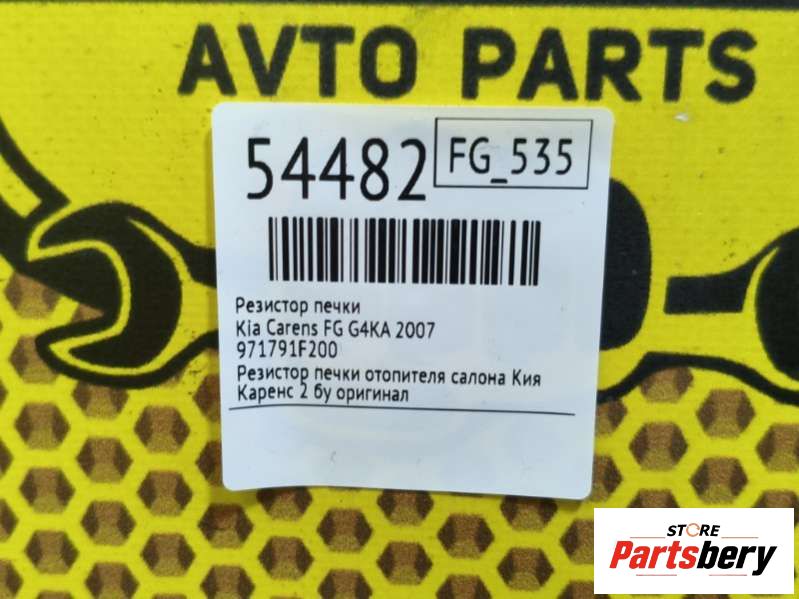 AVTO PARTS
54482
FG_535
Резистор печки
Kia Carens FG G4KA 2007
971791F200
Резистор печки отопителя салона Кия
Каренс 2 бу оригинал
STORE
Partsbery